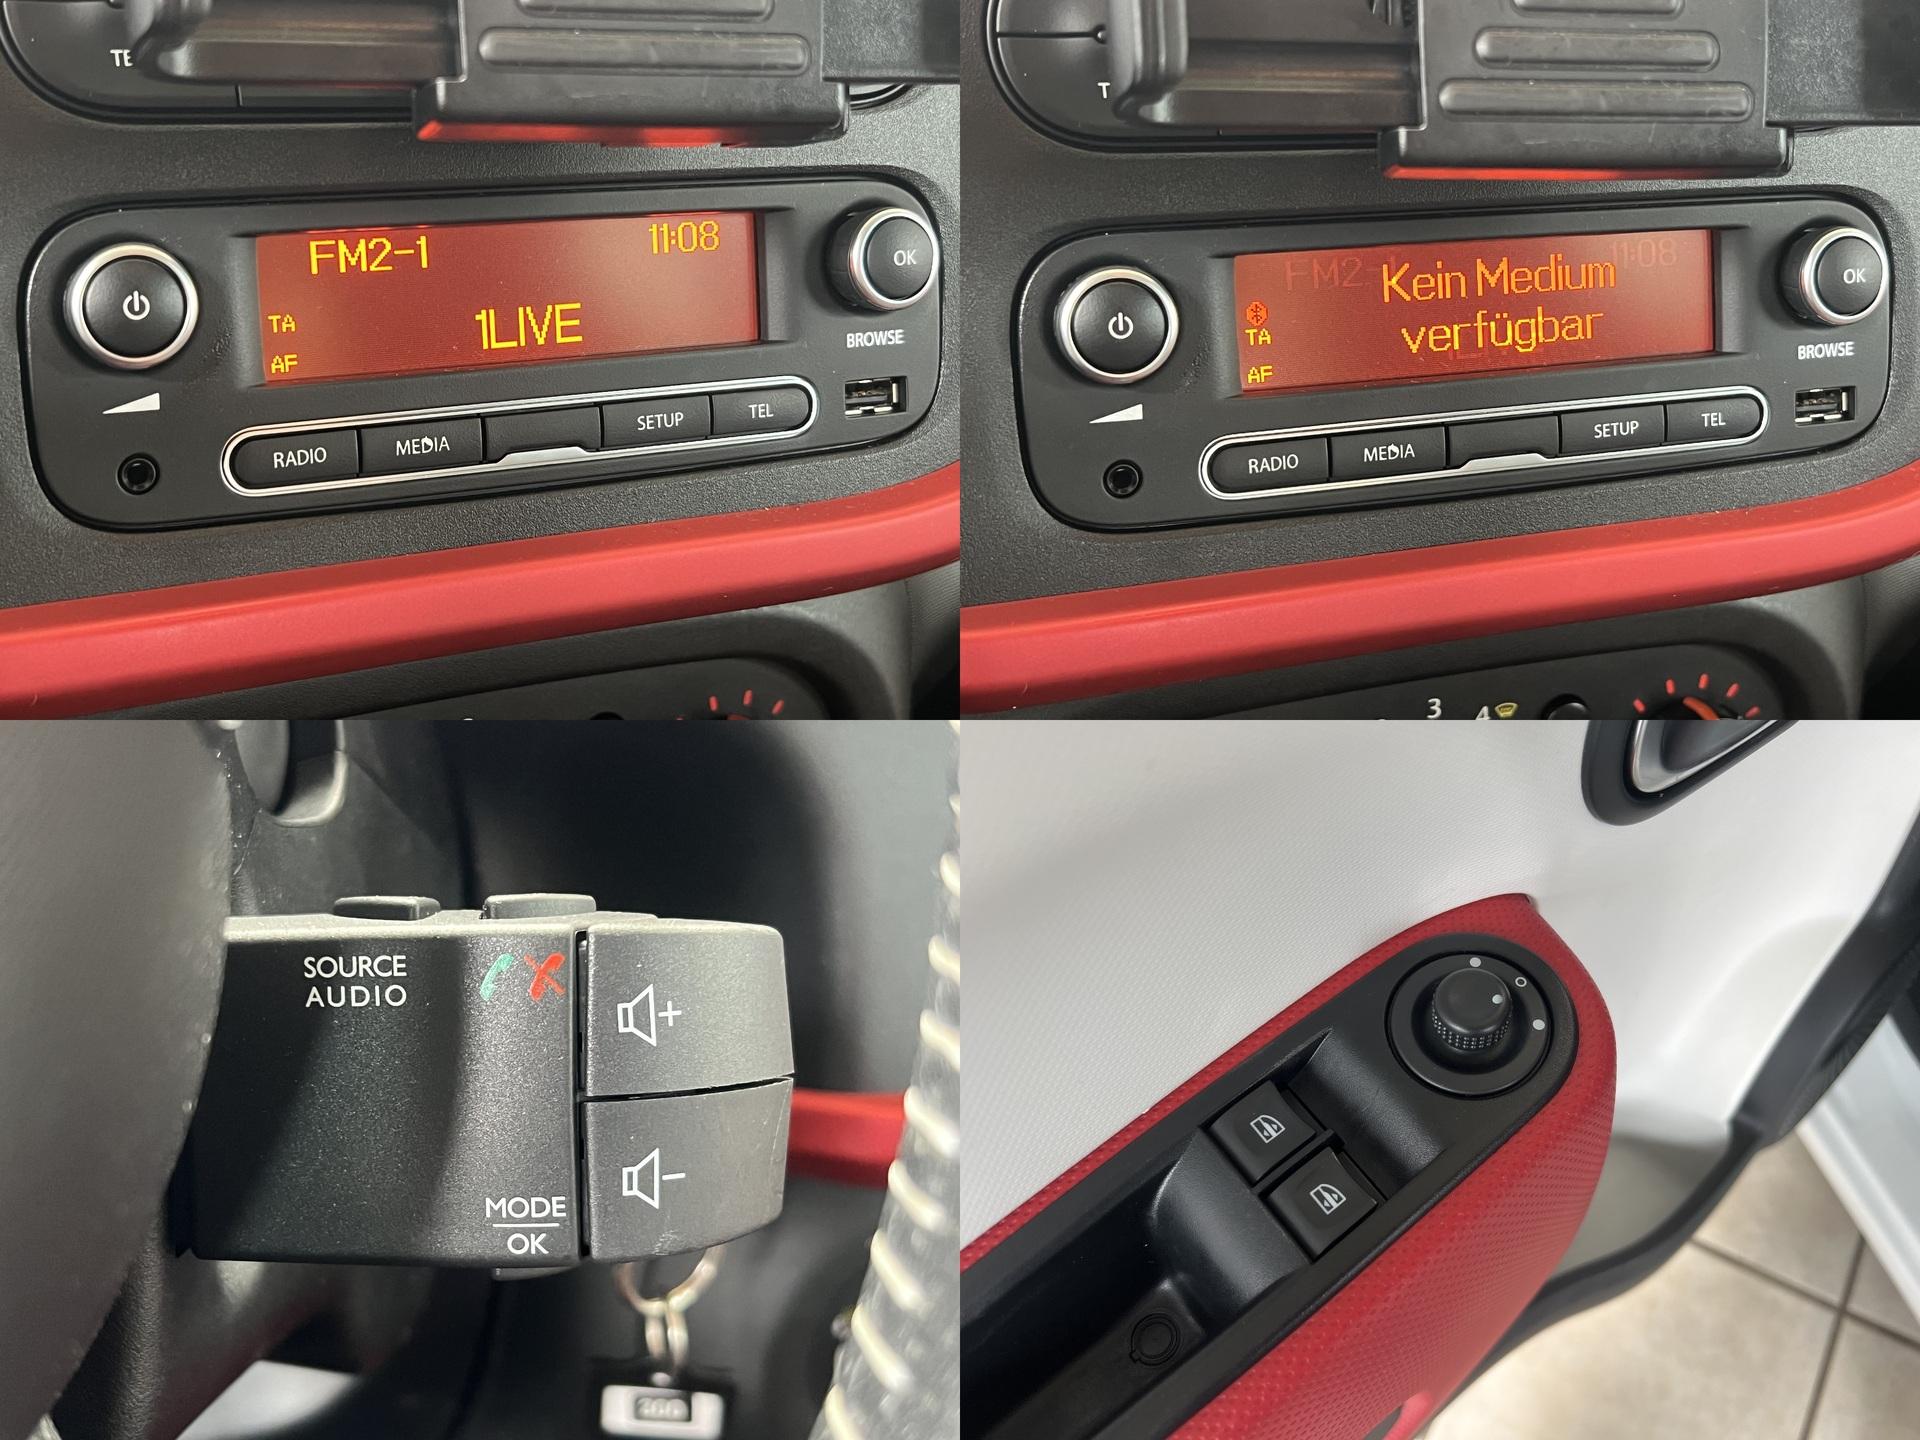 FM2-1
11:08
OK
TA
1LIVE
BROWSE
AF
RADIO
MEDIA
SETUP
TEL
T
FM2-1
11:08
Kein Medium
OK
TA
verfügbar
BROWSE
AF
RADIO
MEDIA
SETUP
TEL
3
4
SOURCE
AUDIO
+
-
MODE
OK